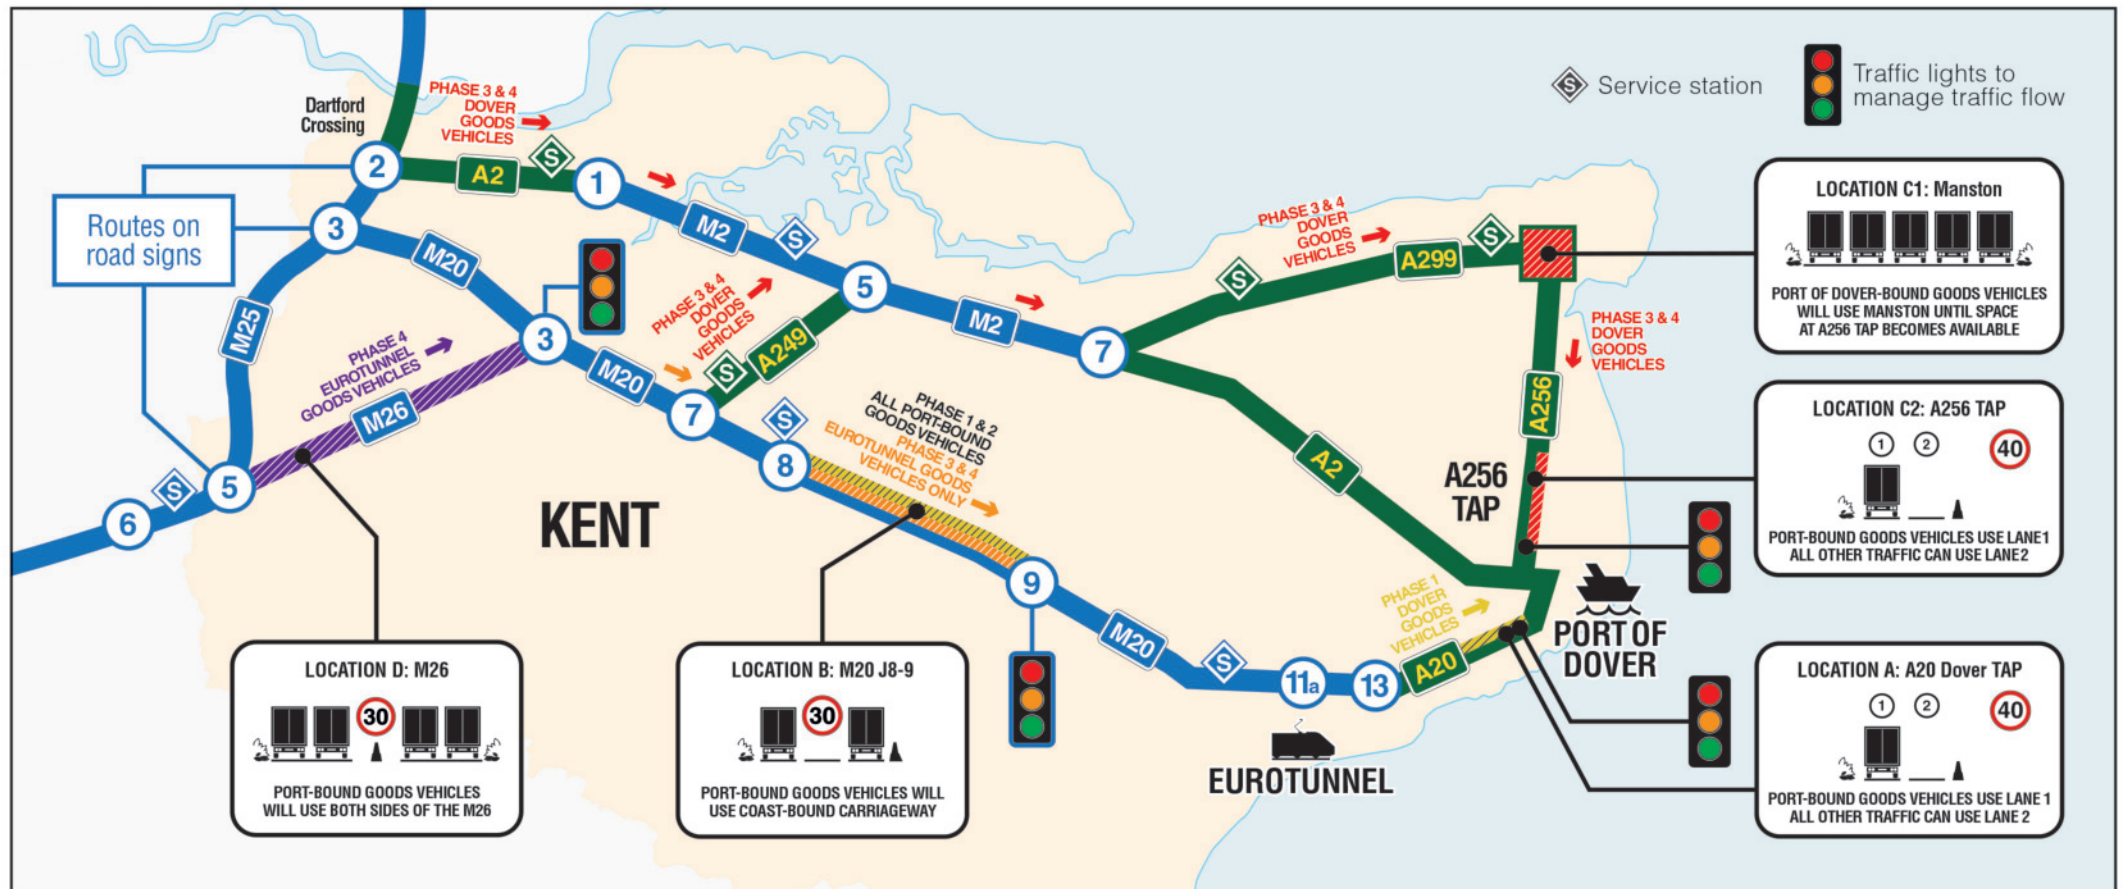 Service station
Traffic lights to
manage traffic flow
Dartford
Crossing
PHASE 3 & 4
DOVER
GOODS
VEHICLES
2
A2
S
1
Routes on
road signs
3
M20
M2
S
5
M2
7
M25
3
M20
7
S
A249
PHASE 3 & 4
DOVER
GOODS
VEHICLES
PHASE 3 & 4
DOVER
GOODS
VEHICLES
S
A299
S
PHASE 3 & 4
DOVER
GOODS
VEHICLES
A256
A2
A256
TAP
PHASE 4
EUROTUNNEL
GOODS VEHICLES
M26
5
S
6
S
8
PHASE 1 & 2
ALL PORT-BOUND
GOODS VEHICLES
PHASE 3 & 4
EUROTUNNEL GOODS
VEHICLES ONLY
KENT
9
M20
S
11a
13
A20
PHASE 1
DOVER
GOODS
VEHICLES
PORT OF
DOVER
EUROTUNNEL
LOCATION C1: Manston
PORT OF DOVER-BOUND GOODS VEHICLES
WILL USE MANSTON UNTIL SPACE
AT A256 TAP BECOMES AVAILABLE
LOCATION C2: A256 TAP
1 2 40
PORT-BOUND GOODS VEHICLES USE LANE 1
ALL OTHER TRAFFIC CAN USE LANE 2
LOCATION A: A20 Dover TAP
1 2 40
PORT-BOUND GOODS VEHICLES USE LANE 1
ALL OTHER TRAFFIC CAN USE LANE 2
LOCATION D: M26
30
PORT-BOUND GOODS VEHICLES
WILL USE BOTH SIDES OF THE M26
LOCATION B: M20 J8-9
30
PORT-BOUND GOODS VEHICLES WILL
USE COAST-BOUND CARRIAGEWAY